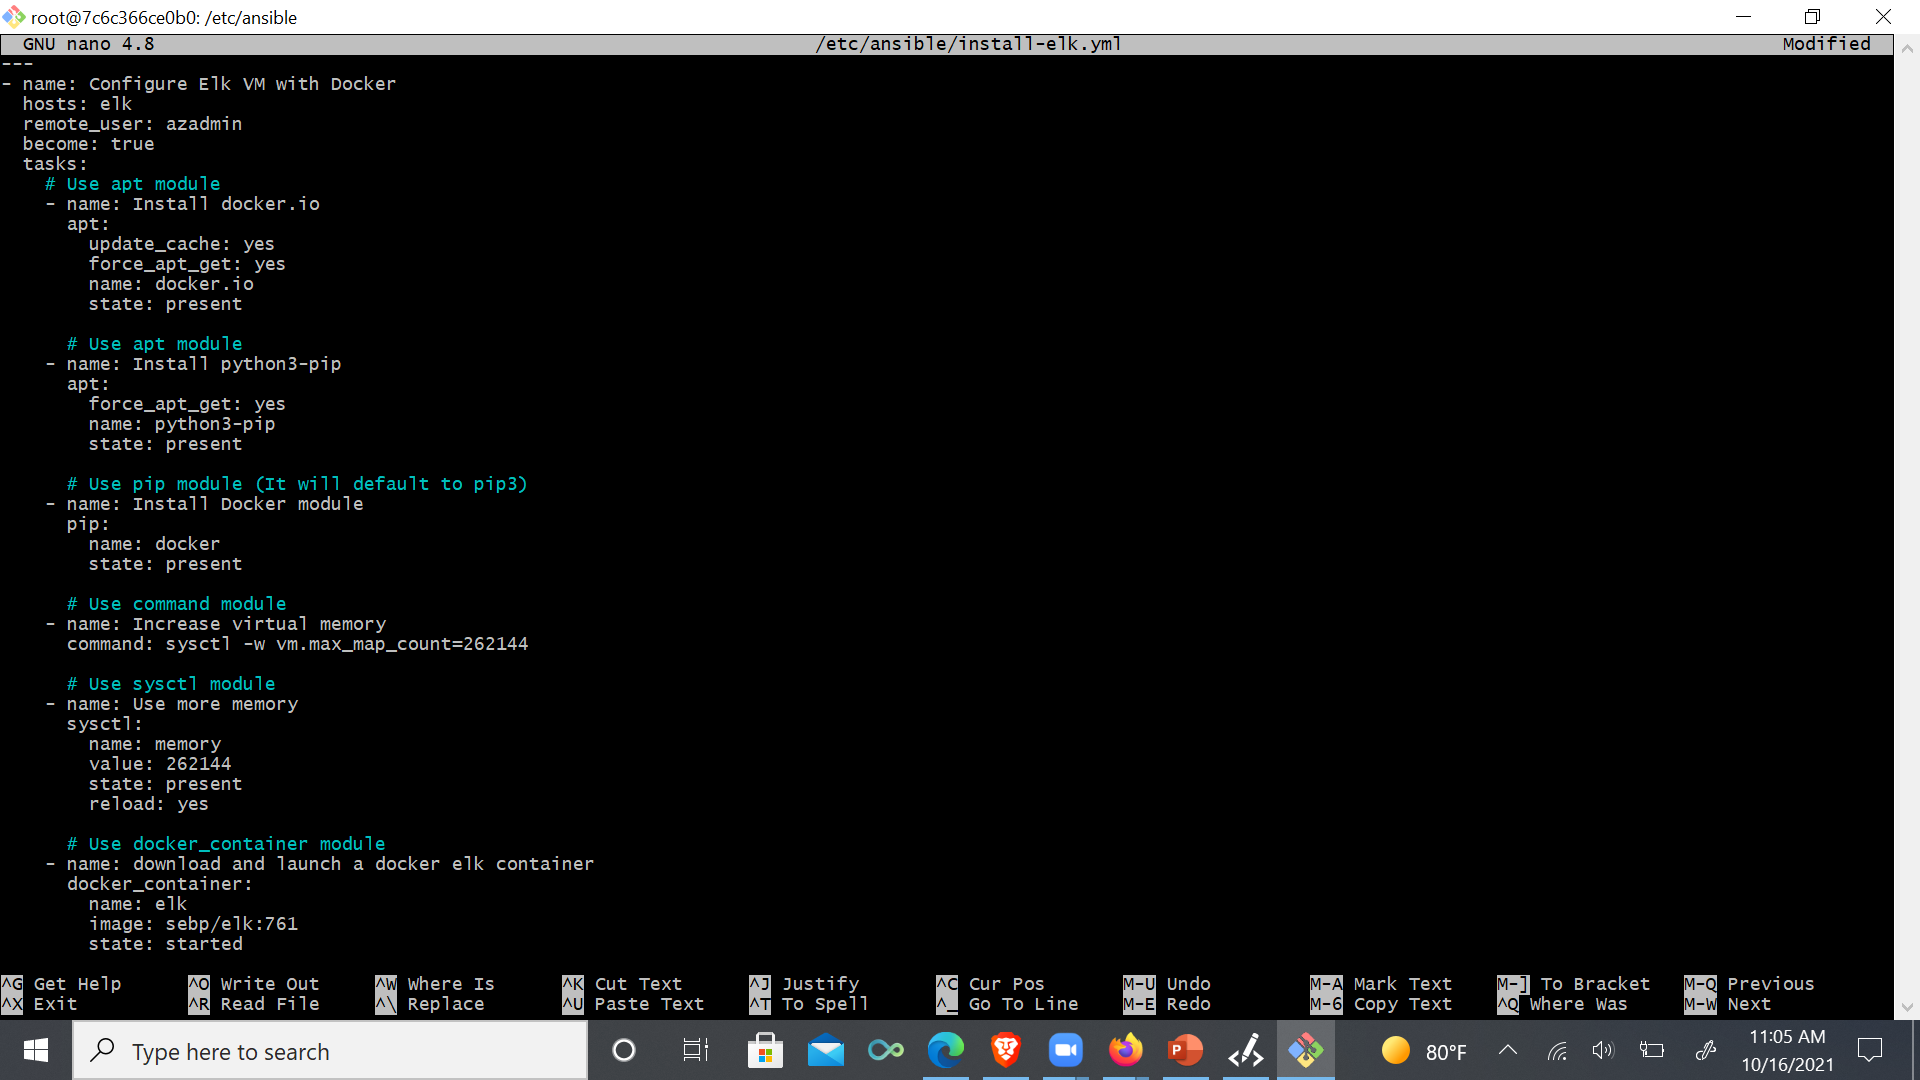 root@7c6c366ce0b0: /etc/ansible
GNU nano 4.8 /etc/ansible/install-elk.yml Modified
---
- name: Configure Elk VM with Docker
  hosts: elk
  remote_user: azadmin
  become: true
  tasks:
    # Use apt module
    - name: Install docker.io
      apt:
        update_cache: yes
        force_apt_get: yes
        name: docker.io
        state: present
      # Use apt module
    - name: Install python3-pip
      apt:
        force_apt_get: yes
        name: python3-pip
        state: present
      # Use pip module (It will default to pip3)
    - name: Install Docker module
      pip:
        name: docker
        state: present
      # Use command module
    - name: Increase virtual memory
      command: sysctl -w vm.max_map_count=262144
      # Use sysctl module
    - name: Use more memory
      sysctl:
        name: memory
        value: 262144
        state: present
        reload: yes
      # Use docker_container module
    - name: download and launch a docker elk container
      docker_container:
        name: elk
        image: sebp/elk:761
        state: started
^G Get Help ^O Write Out ^W Where Is ^K Cut Text ^J Justify ^C Cur Pos M-U Undo M-A Mark Text M-] To Bracket M-Q Previous
^X Exit ^R Read File ^\ Replace ^U Paste Text ^T To Spell ^_ Go To Line M-E Redo M-6 Copy Text ^Q Where Was M-W Next
Type here to search
P
80°F
11:05 AM
10/16/2021